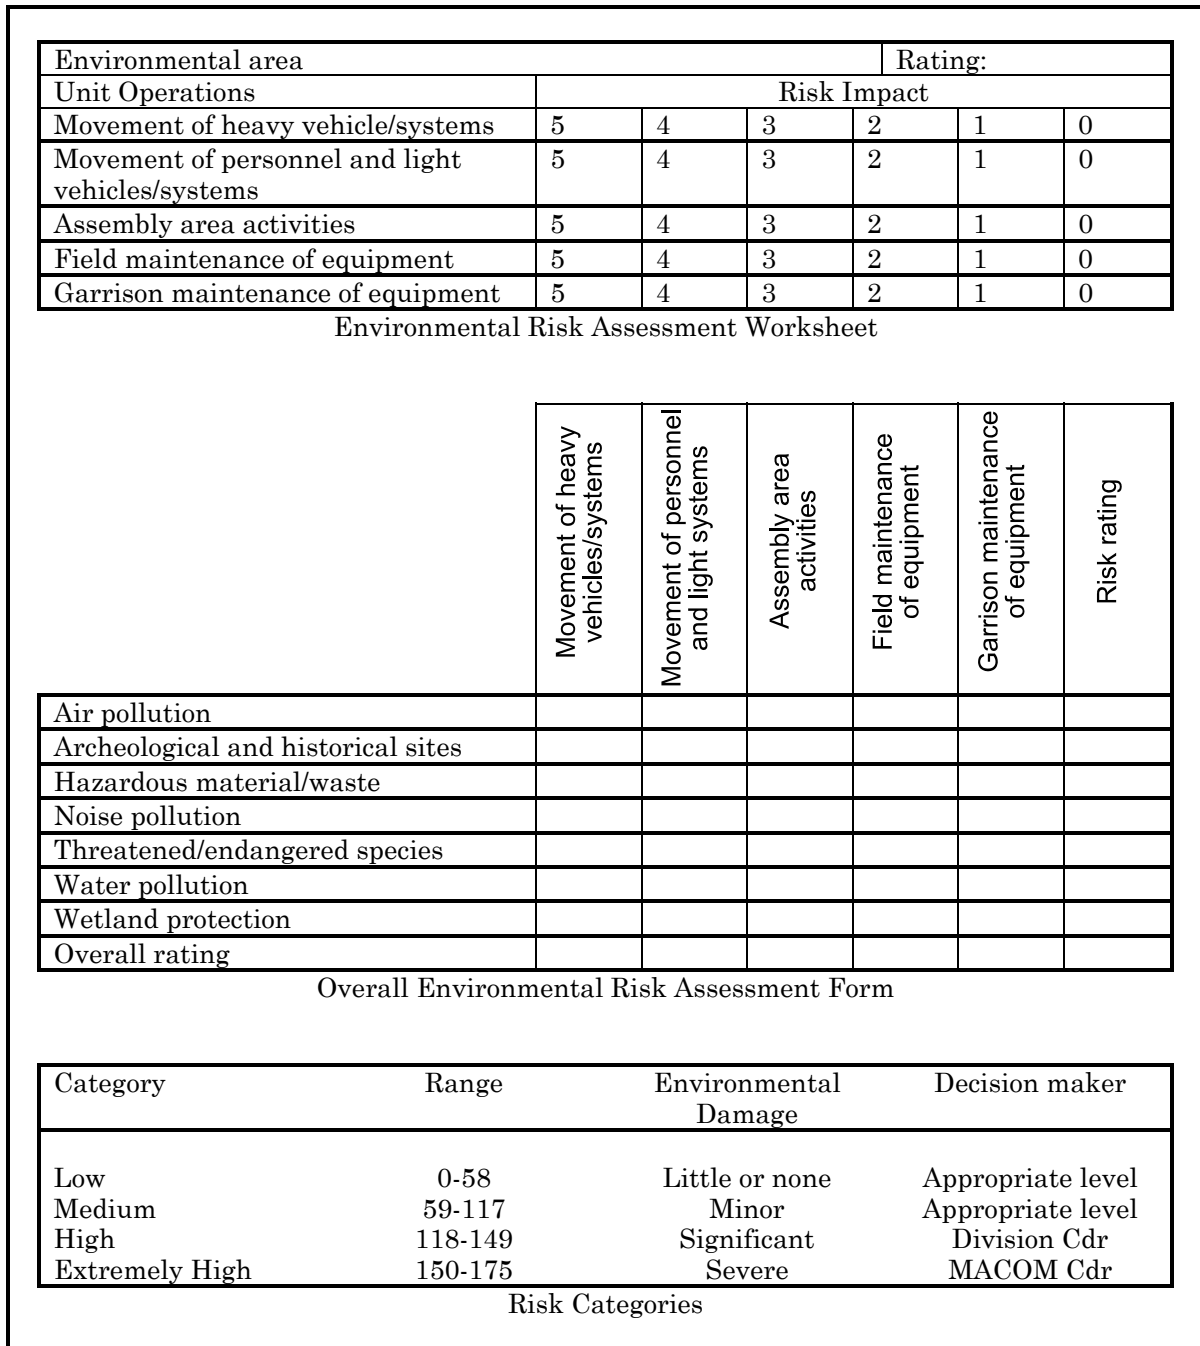 Environmental area Rating:
Unit Operations Risk Impact
Movement of heavy vehicle/systems 5 4 3 2 1 0
Movement of personnel and light 5 4 3 2 1 0
vehicles/systems
Assembly area activities 5 4 3 2 1 0
Field maintenance of equipment 5 4 3 2 1 0
Garrison maintenance of equipment 5 4 3 2 1 0
Environmental Risk Assessment Worksheet
Movement of heavy
vehicles/systems
Movement of personnel
and light systems
Assembly area
activities
Field maintenance
of equipment
Garrison maintenance
of equipment
Risk rating
Air pollution
Archeological and historical sites
Hazardous material/waste
Noise pollution
Threatened/endangered species
Water pollution
Wetland protection
Overall rating
Overall Environmental Risk Assessment Form
Category Range Environmental Decision maker
Damage
Low 0-58 Little or none Appropriate level
Medium 59-117 Minor Appropriate level
High 118-149 Significant Division Cdr
Extremely High 150-175 Severe MACOM Cdr
Risk Categories